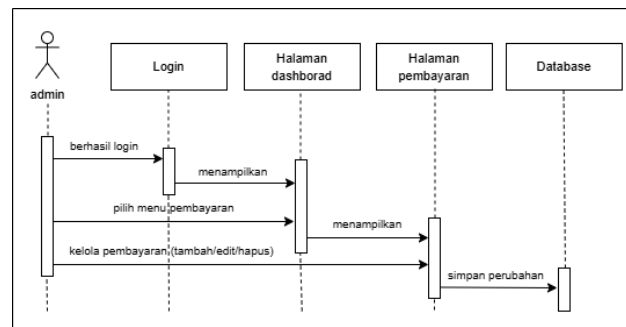 Login
Halaman
dashborad
Halaman
pembayaran
Database
admin
berhasil login
menampilkan
pilih menu pembayaran
menampilkan
kelola pembayaran (tambah/edit/hapus)
simpan perubahan